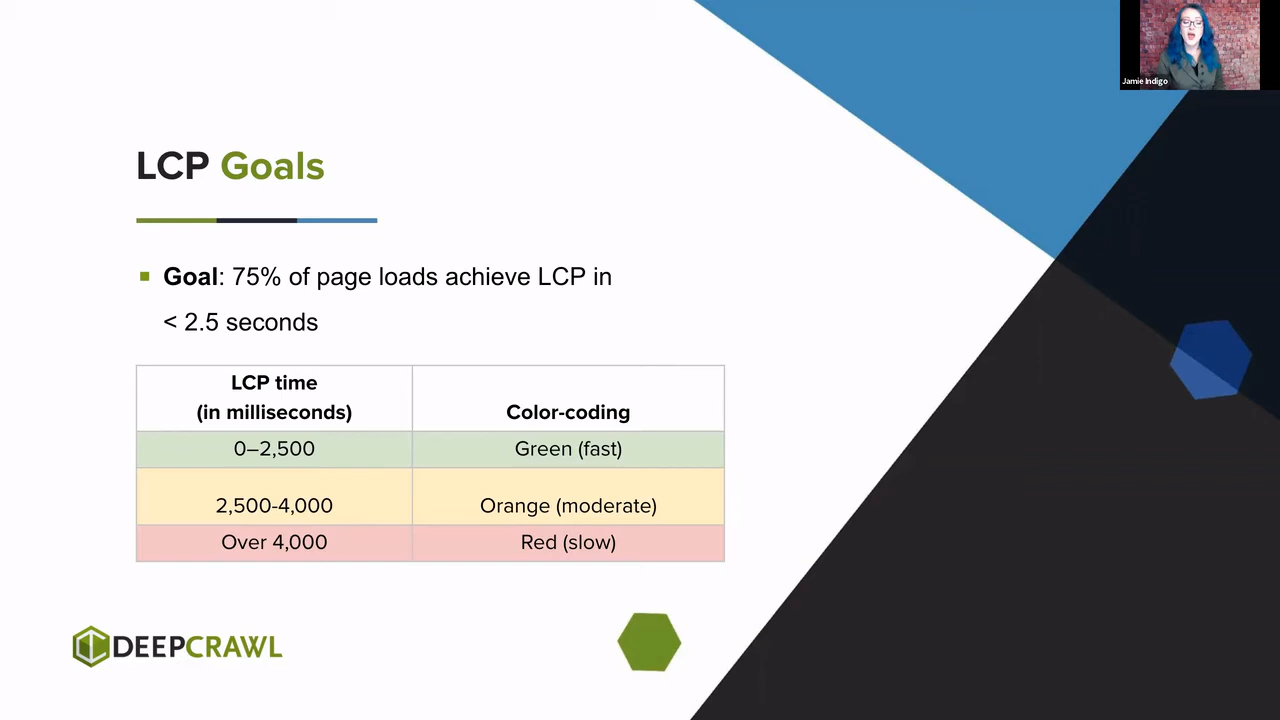 Jamie Indigo
LCP Goals
Goal: 75% of page loads achieve LCP in
< 2.5 seconds
LCP time
(in milliseconds)
Color-coding
0–2,500
Green (fast)
2,500-4,000
Orange (moderate)
Over 4,000
Red (slow)
DEEPCRAWL